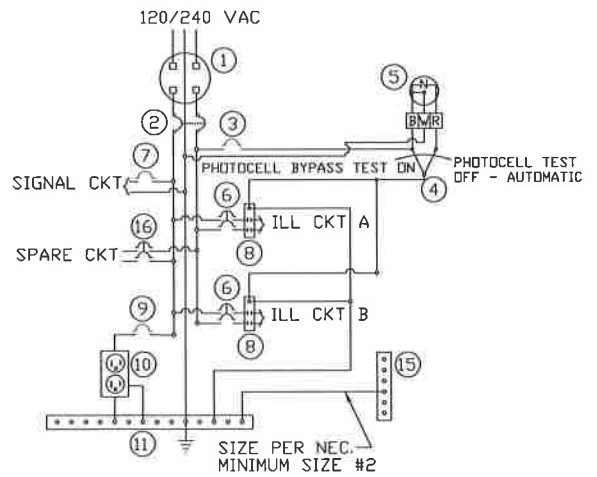 120/240 VAC
1
5
N
2
3
B W R
7
PHOTOCELL BYPASS TEST ON
PHOTOCELL TEST
OFF - AUTOMATIC
SIGNAL CKT
4
6
16
ILL CKT A
SPARE CKT
8
6
9
ILL CKT B
8
10
15
11
SIZE PER NEC.
MINIMUM SIZE #2